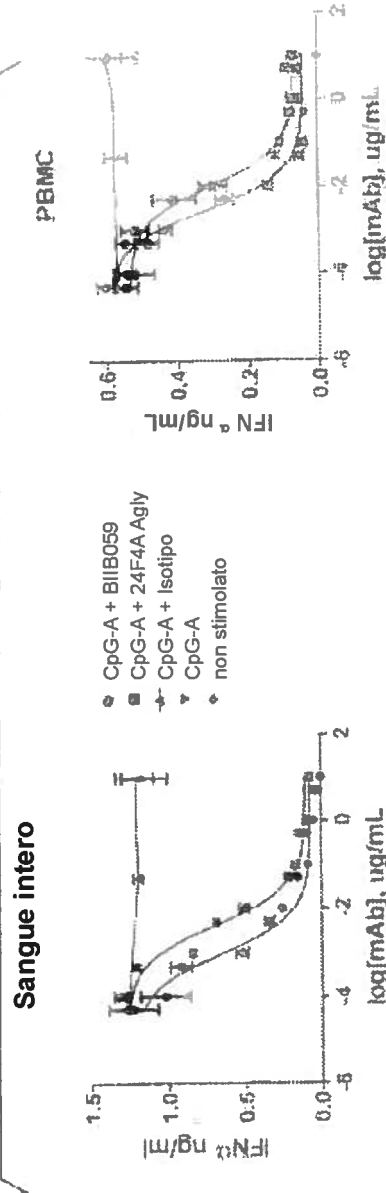 Sangue intero
IFNα ng/ml
1.5
1.0
0.5
0.0
-6
-4
-2
0
2
log[mAb], ug/mL
CpG-A + BIIB059
CpG-A + 24F4A Agly
CpG-A + Isotipo
CpG-A
non stimolato
PBMC
IFN α ng/mL
0.6
0.4
0.2
0.0
-6
-4
-2
0
2
log[mAb], ug/mL